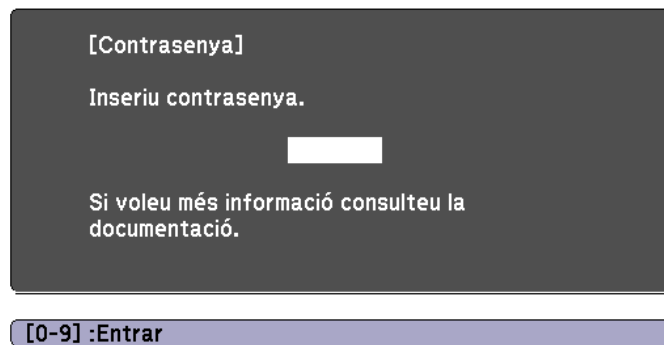 [Contrasenya]
Inseriu contrasenya.
Si voleu més informació consulteu la
documentació.
[0-9] :Entrar